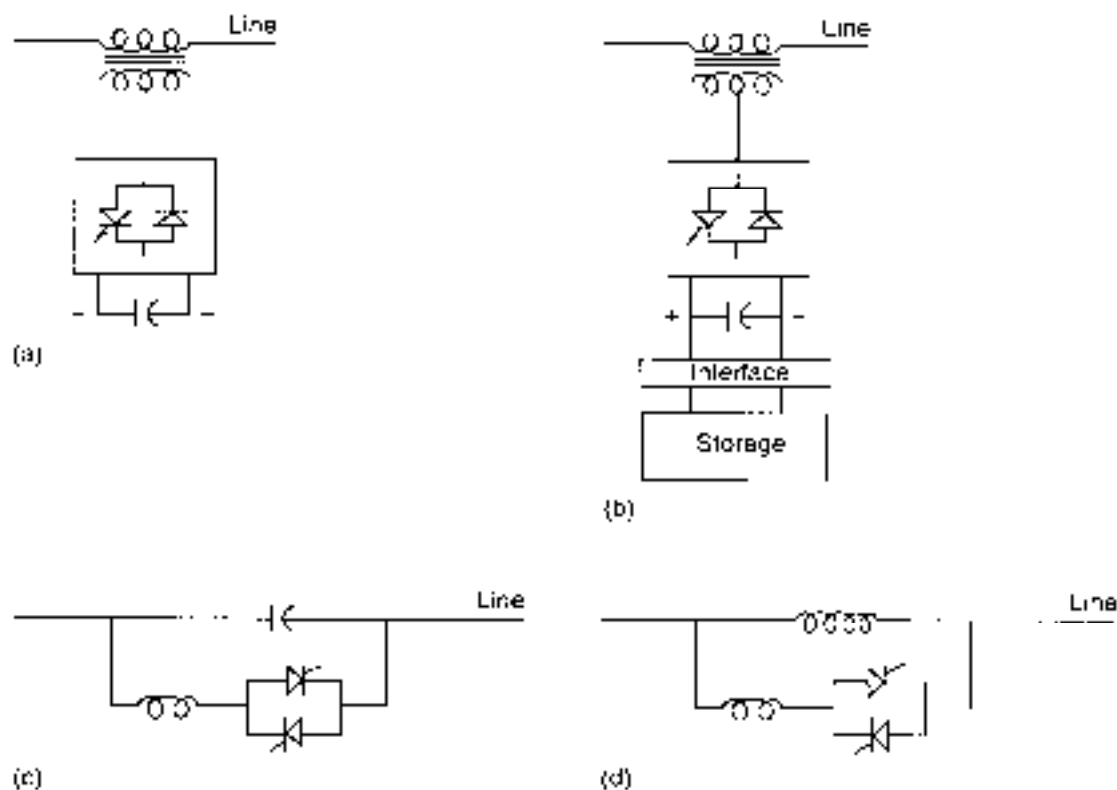 Line
Line
(a)
+ -
Interface
Storage
(b)
Line
Line
(c)
(d)